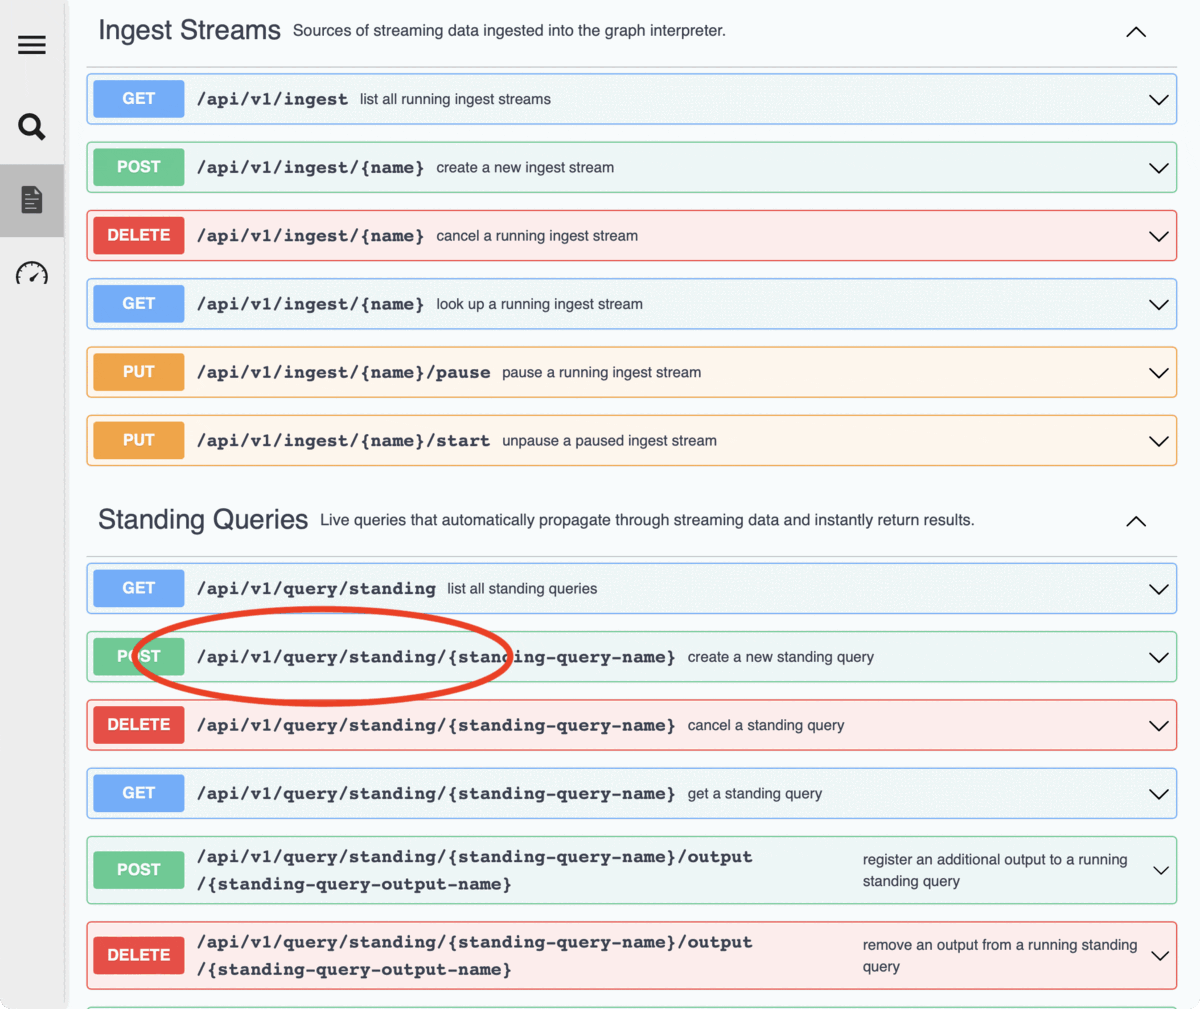 Ingest Streams Sources of streaming data ingested into the graph interpreter.
GET /api/v1/ingest list all running ingest streams
POST /api/v1/ingest/{name} create a new ingest stream
DELETE /api/v1/ingest/{name} cancel a running ingest stream
GET /api/v1/ingest/{name} look up a running ingest stream
PUT /api/v1/ingest/{name}/pause pause a running ingest stream
PUT /api/v1/ingest/{name}/start unpause a paused ingest stream
Standing Queries Live queries that automatically propagate through streaming data and instantly return results.
GET /api/v1/query/standing list all standing queries
POST /api/v1/query/standing/{standing-query-name} create a new standing query
DELETE /api/v1/query/standing/{standing-query-name} cancel a standing query
GET /api/v1/query/standing/{standing-query-name} get a standing query
POST /api/v1/query/standing/{standing-query-name}/output
/{standing-query-output-name}
register an additional output to a running
standing query
DELETE /api/v1/query/standing/{standing-query-name}/output
/{standing-query-output-name}
remove an output from a running standing
query